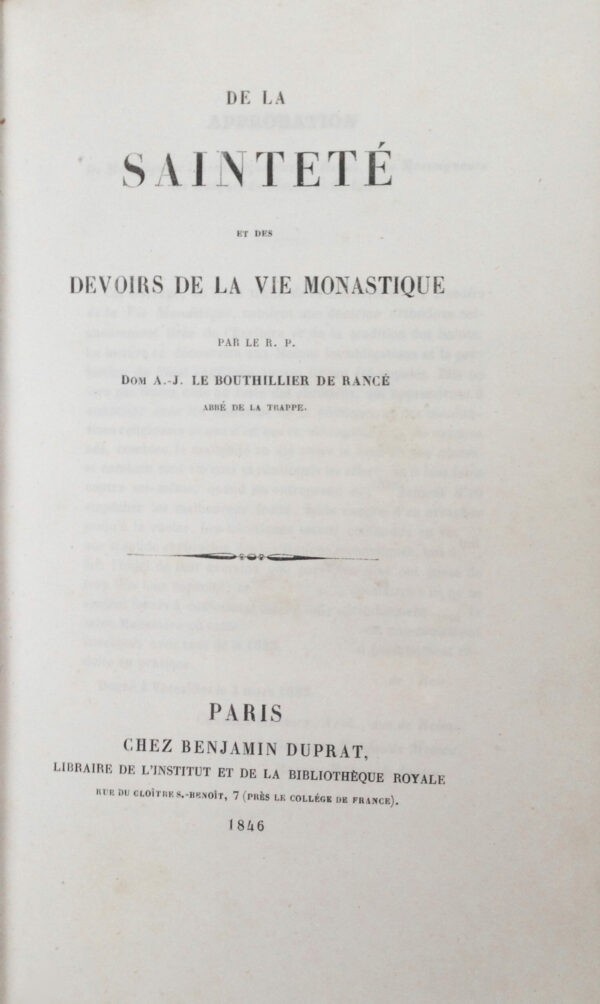 DE LA
SAINTETÉ
ET DES
DEVOIRS DE LA VIE MONASTIQUE
PAR LE R. P.
DOM A.-J. LE BOUTHILLIER DE RANCÉ
ABBÉ DE LA TRAPPE.
PARIS
CHEZ BENJAMIN DUPRAT,
LIBRAIRE DE L'INSTITUT ET DE LA BIBLIOTHÈQUE ROYALE
RUE DU CLOÎTRE S.-BENOÎT, 7 (PRÈS LE COLLÉGE DE FRANCE).
1846